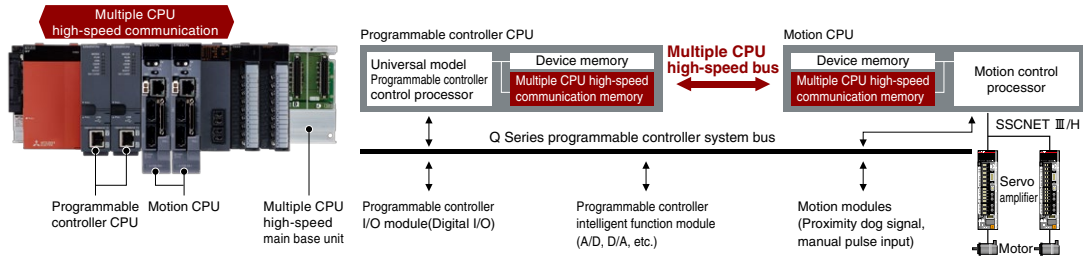 Multiple CPU
high-speed communication
Programmable
controller CPU
Motion CPU
Multiple CPU
high-speed
main base unit
Programmable controller CPU
Universal model
Programmable controller
control processor
Device memory
Multiple CPU high-speed
communication memory
Multiple CPU
high-speed bus
Motion CPU
Device memory
Multiple CPU high-speed
communication memory
Motion control
processor
SSCNET Ⅲ/H
Q Series programmable controller system bus
Programmable controller
I/O module(Digital I/O)
Programmable controller
intelligent function module
(A/D, D/A, etc.)
Motion modules
(Proximity dog signal,
manual pulse input)
Servo
amplifier
Motor